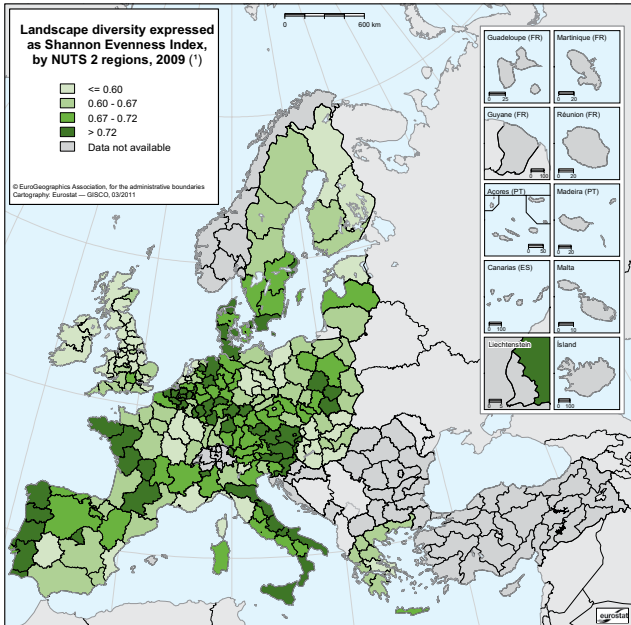 Landscape diversity expressed
as Shannon Evenness Index,
by NUTS 2 regions, 2009 (¹)
<= 0.60
0.60 - 0.67
0.67 - 0.72
> 0.72
Data not available
© EuroGeographics Association, for the administrative boundaries
Cartography: Eurostat — GISCO, 03/2011
0 600 km
Guadeloupe (FR)
0 25
Martinique (FR)
0 20
Guyane (FR)
0 100
Réunion (FR)
0 20
Açores (PT)
0 50
Madeira (PT)
0 20
Canarias (ES)
0 100
Malta
0 10
Liechtenstein
0 5
Ísland
0 100
eurostat